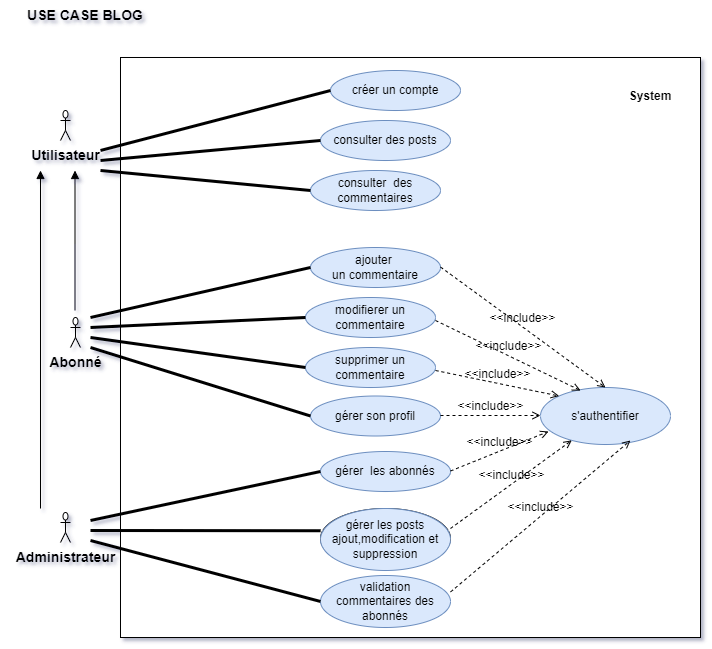 USE CASE BLOG
System
Utilisateur
créer un compte
consulter des posts
consulter  des
commentaires
Abonné
ajouter
un commentaire
<<include>>
modifierer un
commentaire
<<include>>
supprimer un
commentaire
<<include>>
gérer son profil
<<include>>
s'authentifier
Administrateur
gérer  les abonnés
<<include>>
gérer les posts
ajout,modification et
suppression
<<include>>
validation
commentaires des
abonnés
<<include>>